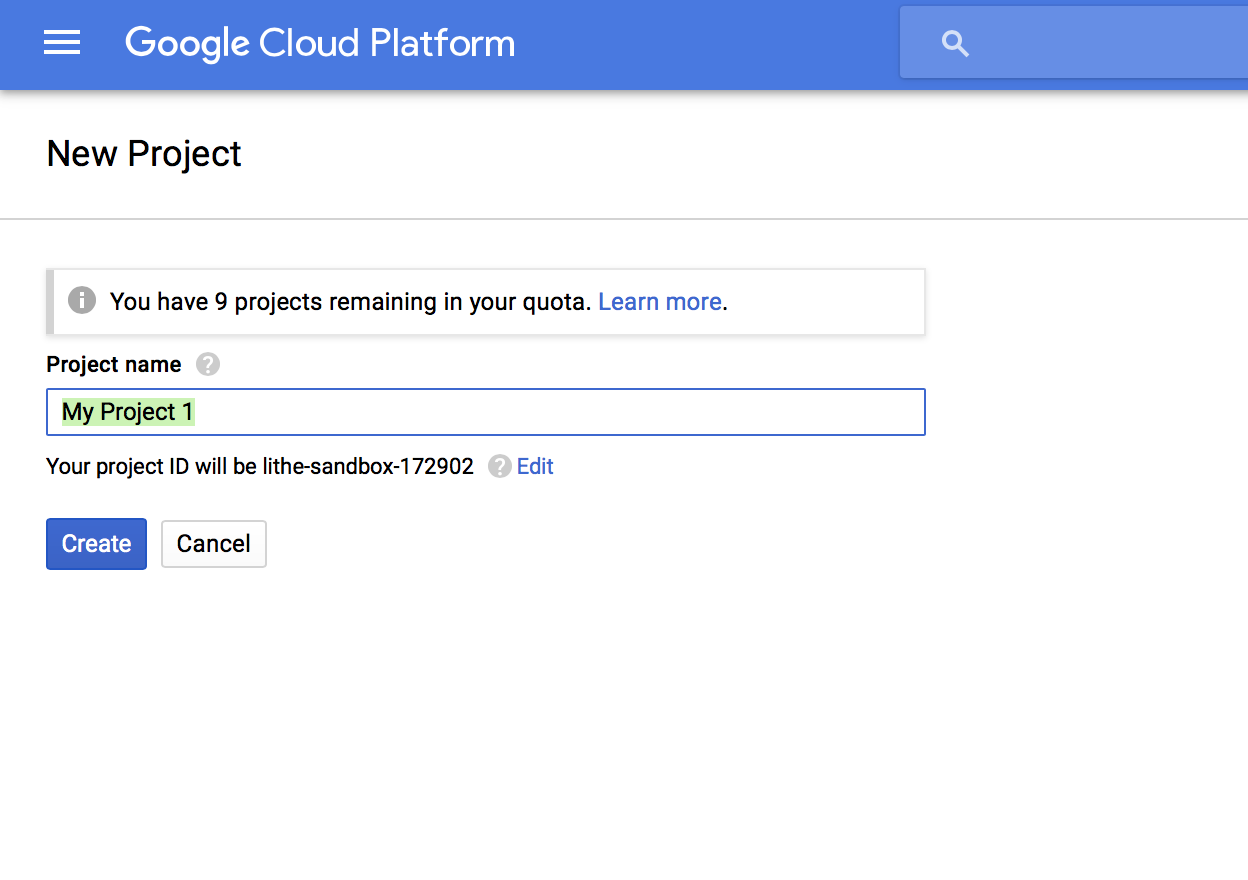 Google Cloud Platform
New Project
You have 9 projects remaining in your quota. Learn more.
Project name
My Project 1
Your project ID will be lithe-sandbox-172902 Edit
Create Cancel